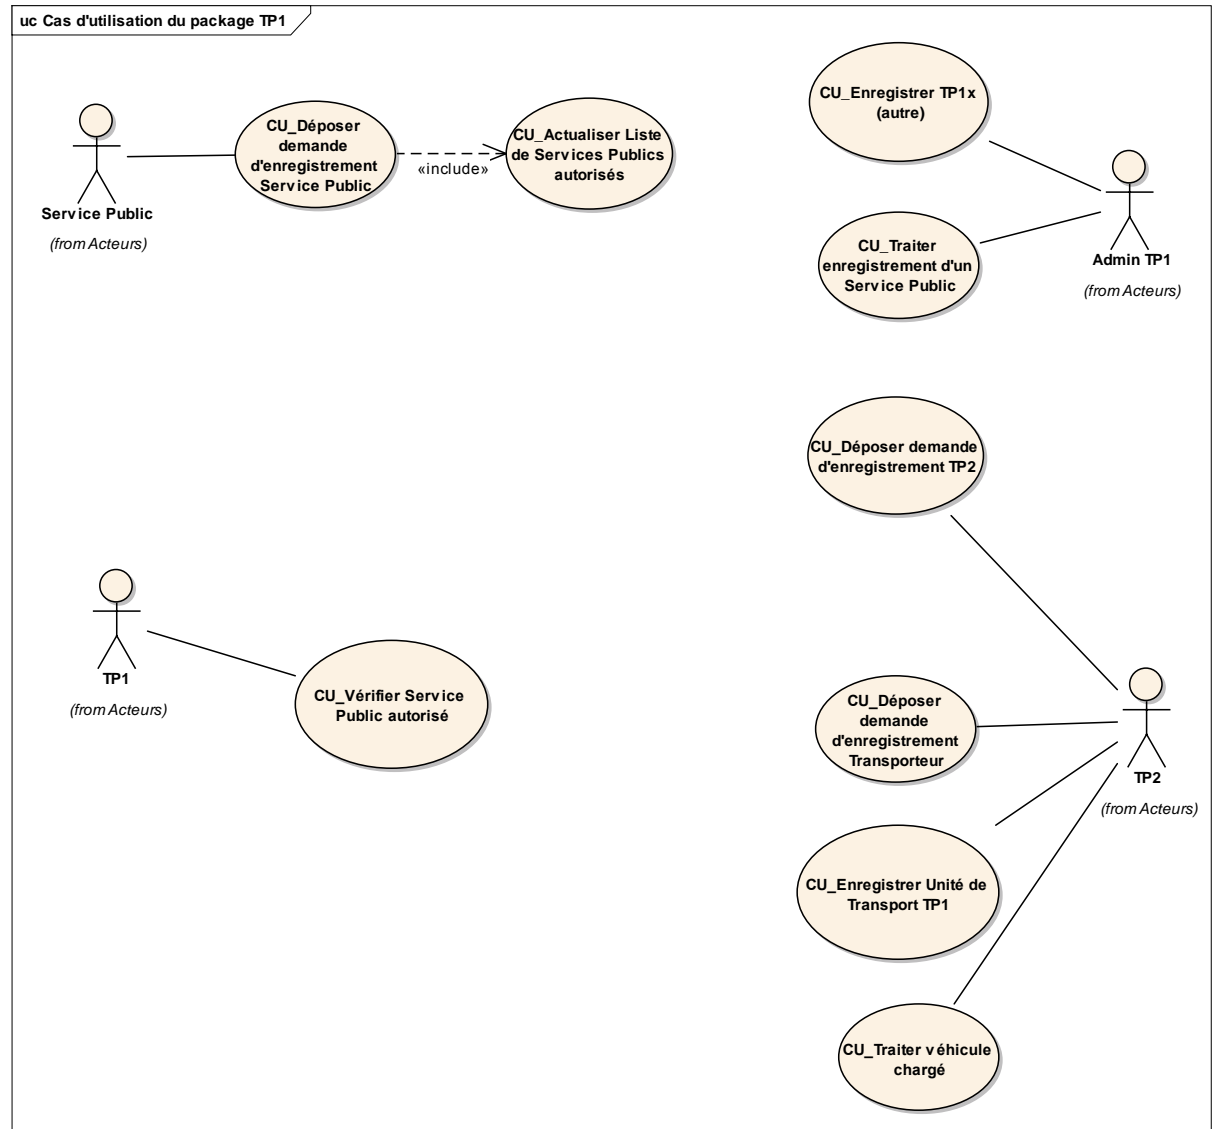 uc Cas d'utilisation du package TP1
CU_Enregistrer TP1x
(autre)
CU_Déposer
demande
d'enregistrement
Service Public
«include»
CU_Actualiser Liste
de Services Publics
autorisés
Service Public
(from Acteurs)
CU_Traiter
enregistrement d'un
Service Public
Admin TP1
(from Acteurs)
CU_Déposer demande
d'enregistrement TP2
TP1
(from Acteurs)
CU_Vérifier Service
Public autorisé
CU_Déposer
demande
d'enregistrement
Transporteur
TP2
(from Acteurs)
CU_Enregistrer Unité de
Transport TP1
CU_Traiter véhicule
chargé